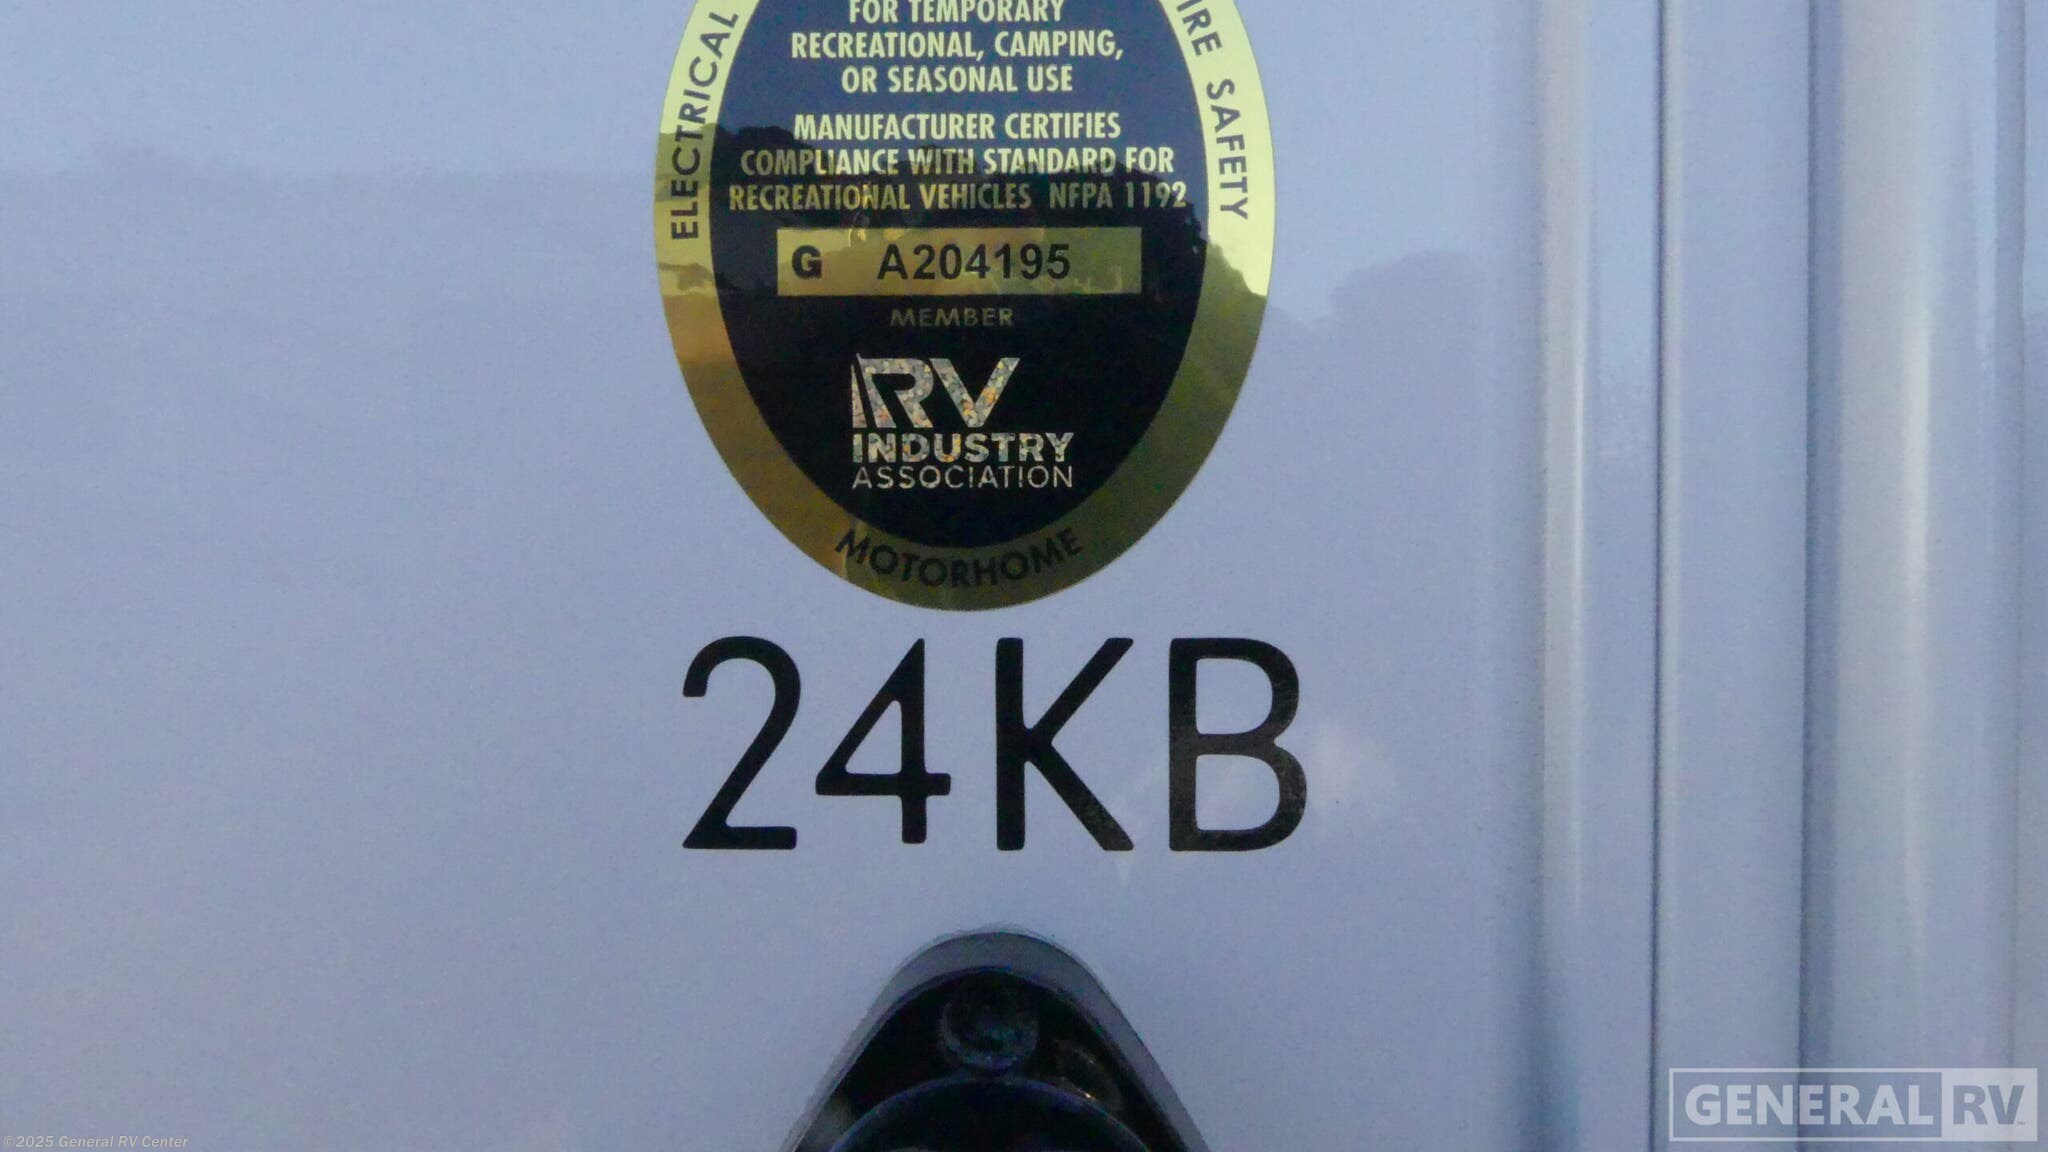 FOR TEMPORARY
RECREATIONAL, CAMPING,
OR SEASONAL USE
MANUFACTURER CERTIFIES
COMPLIANCE WITH STANDARD FOR
RECREATIONAL VEHICLES NFPA 1192
G A204195
MEMBER
RV
INDUSTRY
ASSOCIATION
ELECTRICAL
SAFETY
MOTORHOME
24KB
GENERAL RV
©2025 General RV Center